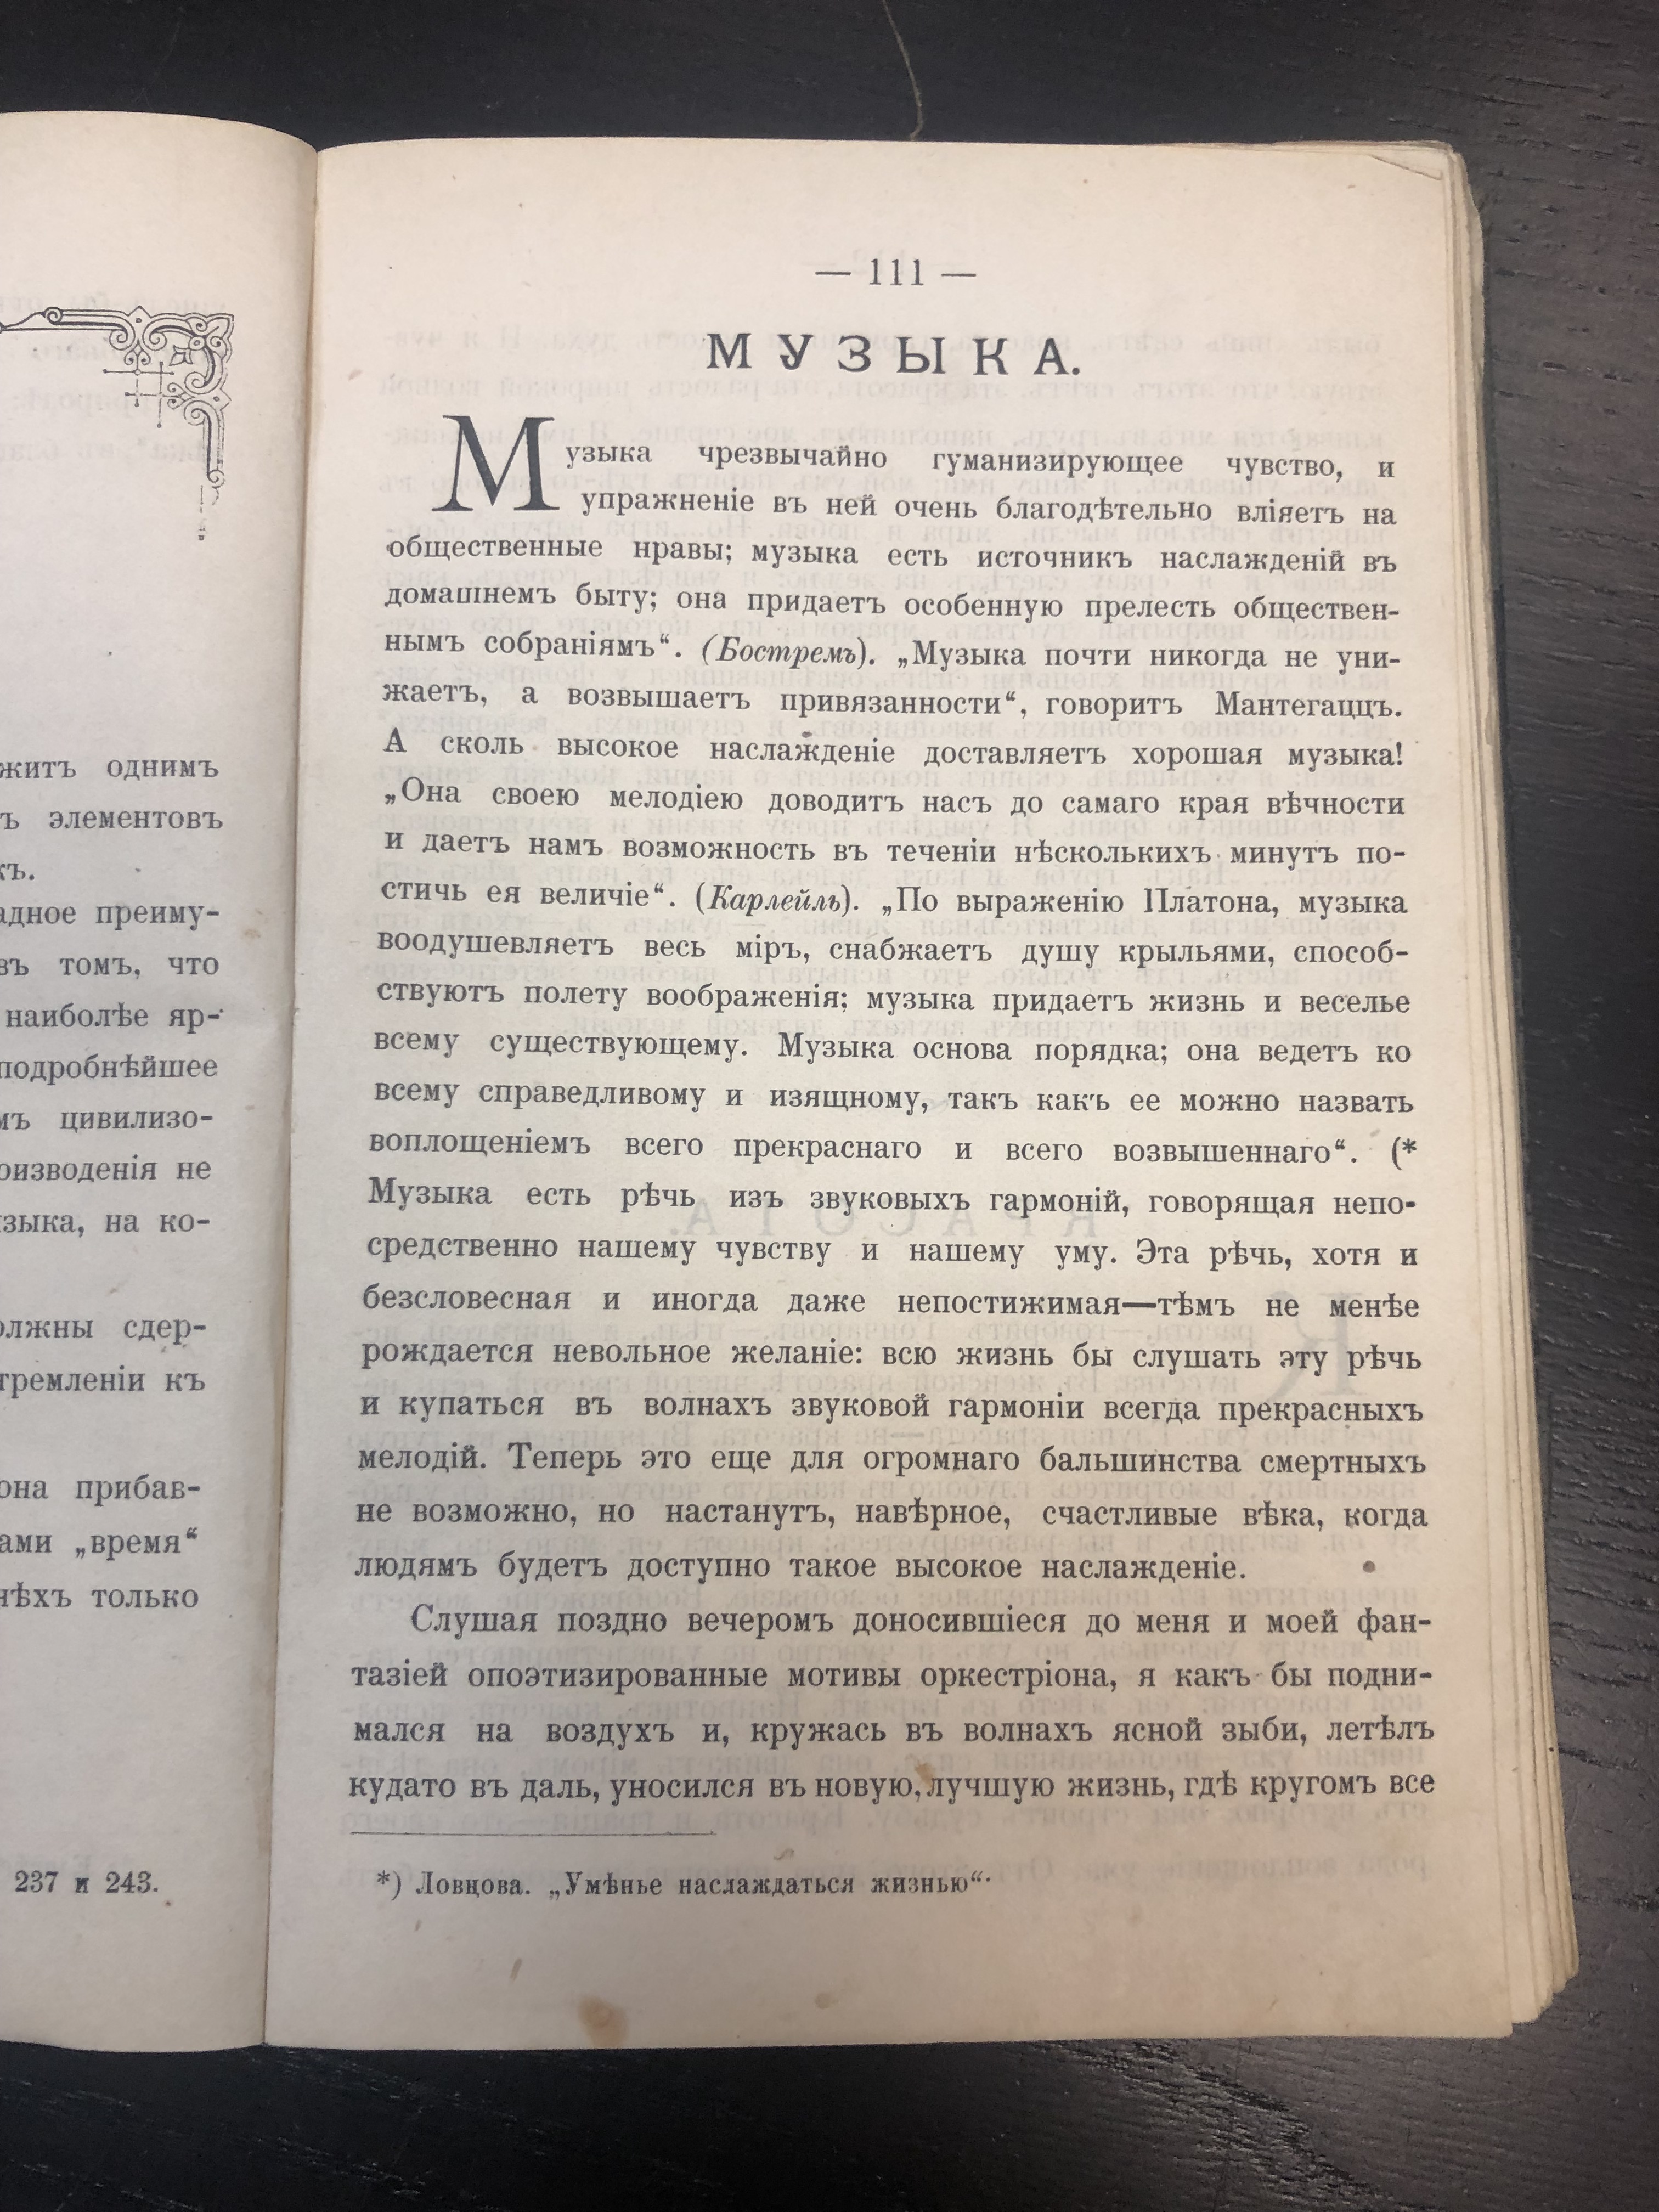 житъ однимъ
ъ элементовъ
къ.
адное преиму-
въ томъ, что
наиболѣе яр-
подробнѣйшее
мъ цивилизо-
оизводенія не
языка, на ко-
олжны сдер-
тремленіи къ
она прибав-
ами „время“
нѣхъ только
237 и 243.
— 111 —
МУЗЫКА.
Музыка чрезвычайно гуманизирующее чувство, и
упражненіе въ ней очень благодѣтельно вліяетъ на
общественные нравы; музыка есть источникъ наслажденій въ
домашнемъ быту; она придаетъ особенную прелесть обществен-
нымъ собраніямъ“. (Бостремъ). „Музыка почти никогда не уни-
жаетъ, а возвышаетъ привязанности“, говоритъ Мантегаццъ.
А сколь высокое наслажденіе доставляетъ хорошая музыка!
„Она своею мелодіею доводитъ насъ до самаго края вѣчности
и даетъ намъ возможность въ теченіи нѣсколькихъ минутъ по-
стичь ея величіе“. (Карлейль). „По выраженію Платона, музыка
воодушевляетъ весь міръ, снабжаетъ душу крыльями, способ-
ствуютъ полету воображенія; музыка придаетъ жизнь и веселье
всему существующему. Музыка основа порядка; она ведетъ ко
всему справедливому и изящному, такъ какъ ее можно назвать
воплощеніемъ всего прекраснаго и всего возвышеннаго“. (*
Музыка есть рѣчь изъ звуковыхъ гармоній, говорящая непо-
средственно нашему чувству и нашему уму. Эта рѣчь, хотя и
безсловесная и иногда даже непостижимая—тѣмъ не менѣе
рождается невольное желаніе: всю жизнь бы слушать эту рѣчь
и купаться въ волнахъ звуковой гармоніи всегда прекрасныхъ
мелодій. Теперь это еще для огромнаго бальшинства смертныхъ
не возможно, но настанутъ, навѣрное, счастливые вѣка, когда
людямъ будетъ доступно такое высокое наслажденіе.
Слушая поздно вечеромъ доносившіеся до меня и моей фан-
тазіей опоэтизированные мотивы оркестріона, я какъ бы подни-
мался на воздухъ и, кружась въ волнахъ ясной зыби, летѣлъ
кудато въ даль, уносился въ новую, лучшую жизнь, гдѣ кругомъ все
*) Ловцова. „Умѣнье наслаждаться жизнью“.